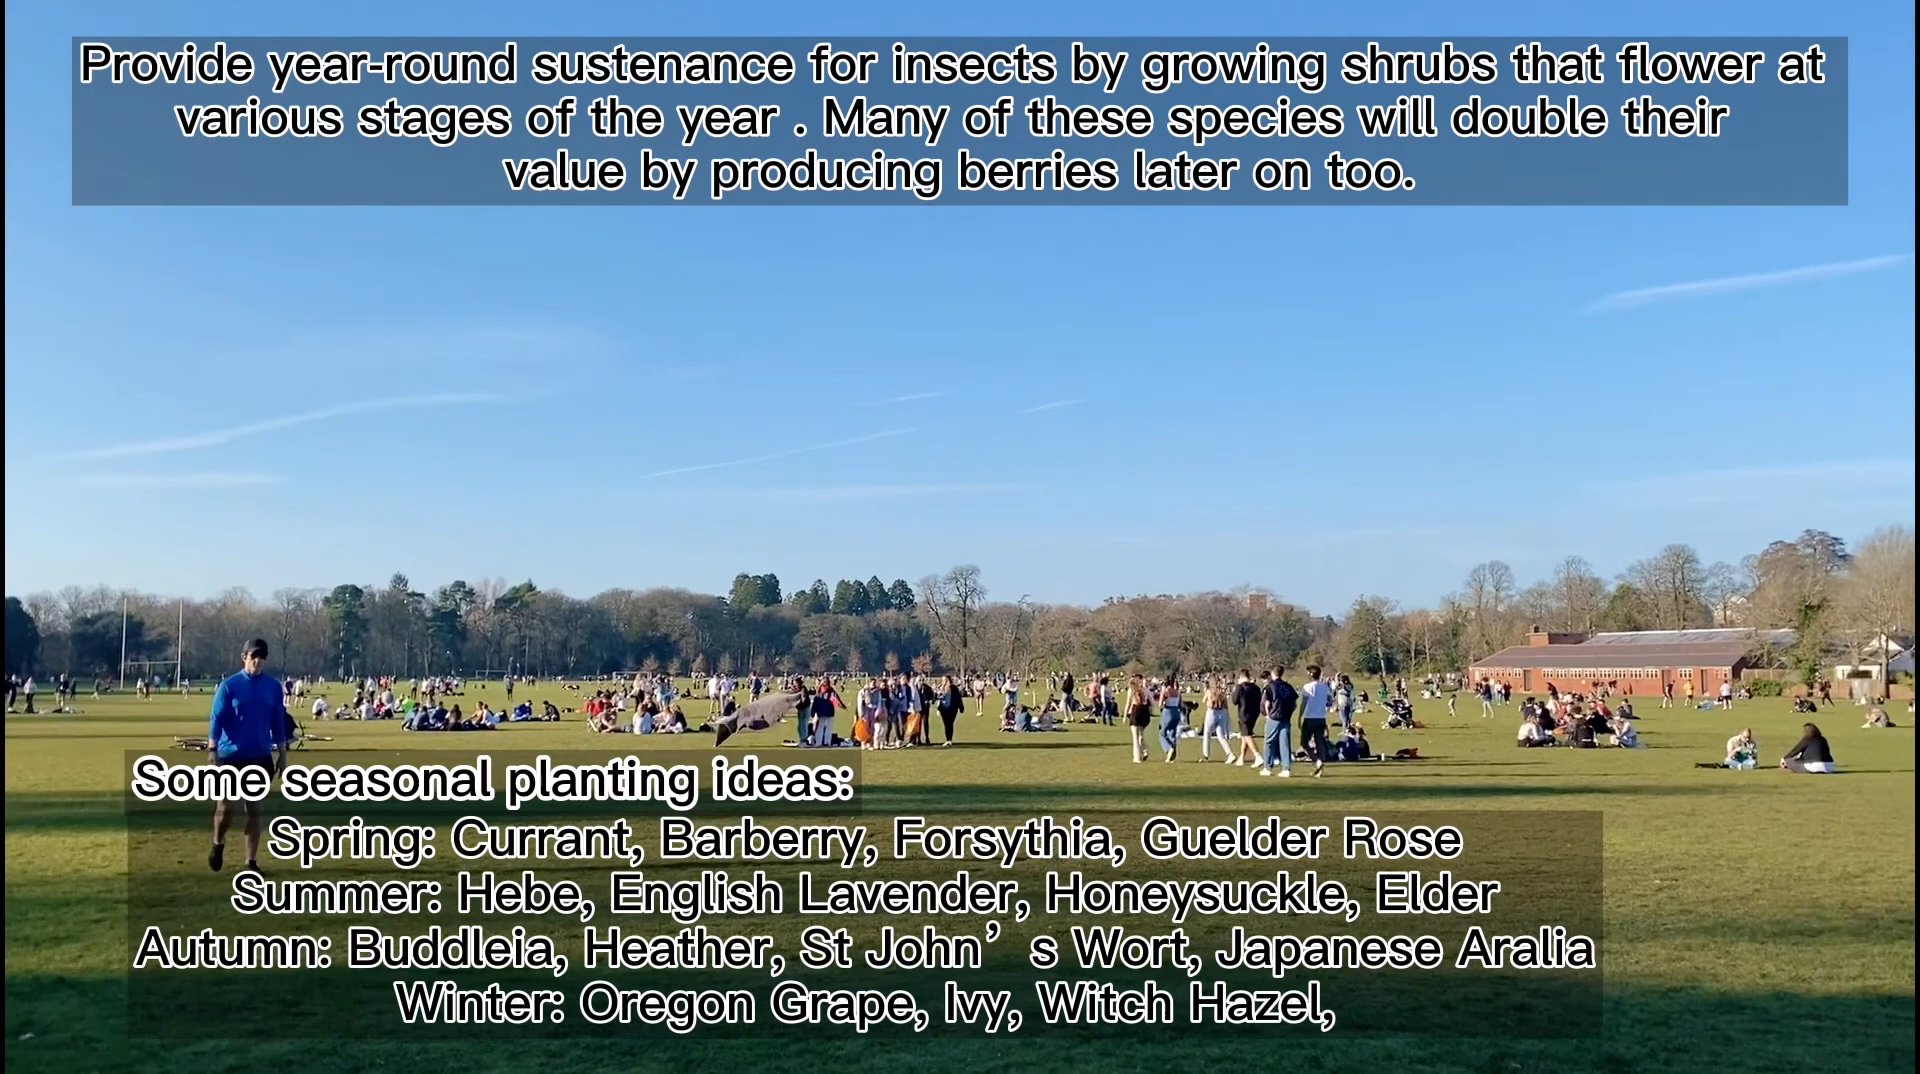 Provide year-round sustenance for insects by growing shrubs that flower at
various stages of the year . Many of these species will double their
value by producing berries later on too.
Some seasonal planting ideas:
Spring: Currant, Barberry, Forsythia, Guelder Rose
Summer: Hebe, English Lavender, Honeysuckle, Elder
Autumn: Buddleia, Heather, St John’s Wort, Japanese Aralia
Winter: Oregon Grape, Ivy, Witch Hazel,